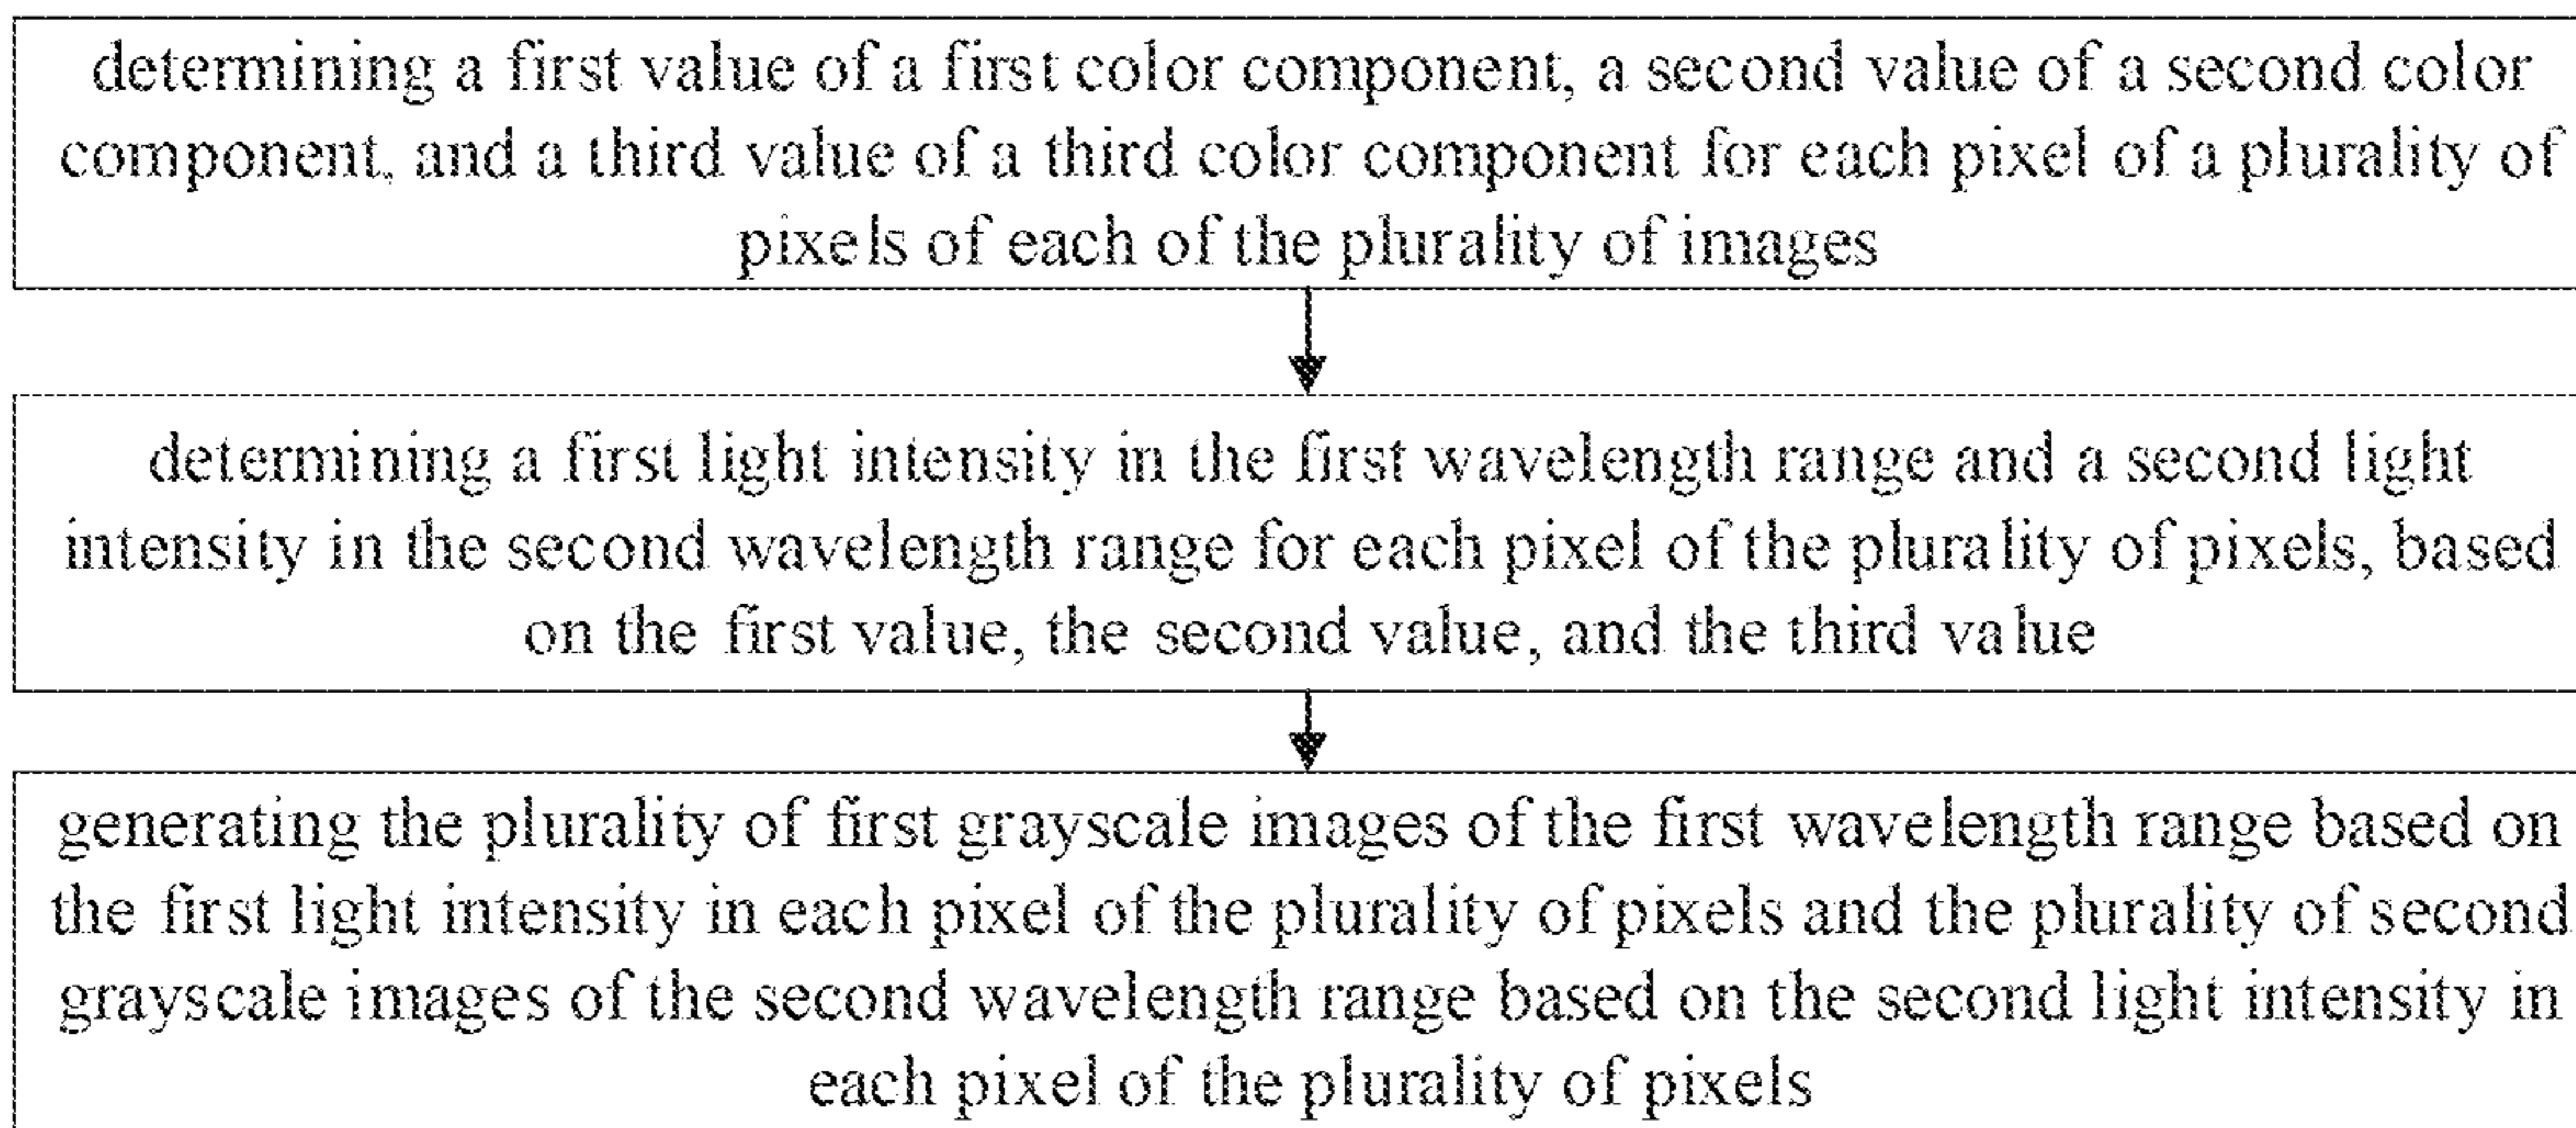 determining a first value of a first color component, a second value of a second color
component, and a third value of a third color component for each pixel of a plurality of
pixels of each of the plurality of images
determining a first light intensity in the first wavelength range and a second light
intensity in the second wavelength range for each pixel of the plurality of pixels, based
on the first value, the second value, and the third value
generating the plurality of first grayscale images of the first wavelength range based on
the first light intensity in each pixel of the plurality of pixels and the plurality of second
grayscale images of the second wavelength range based on the second light intensity in
each pixel of the plurality of pixels